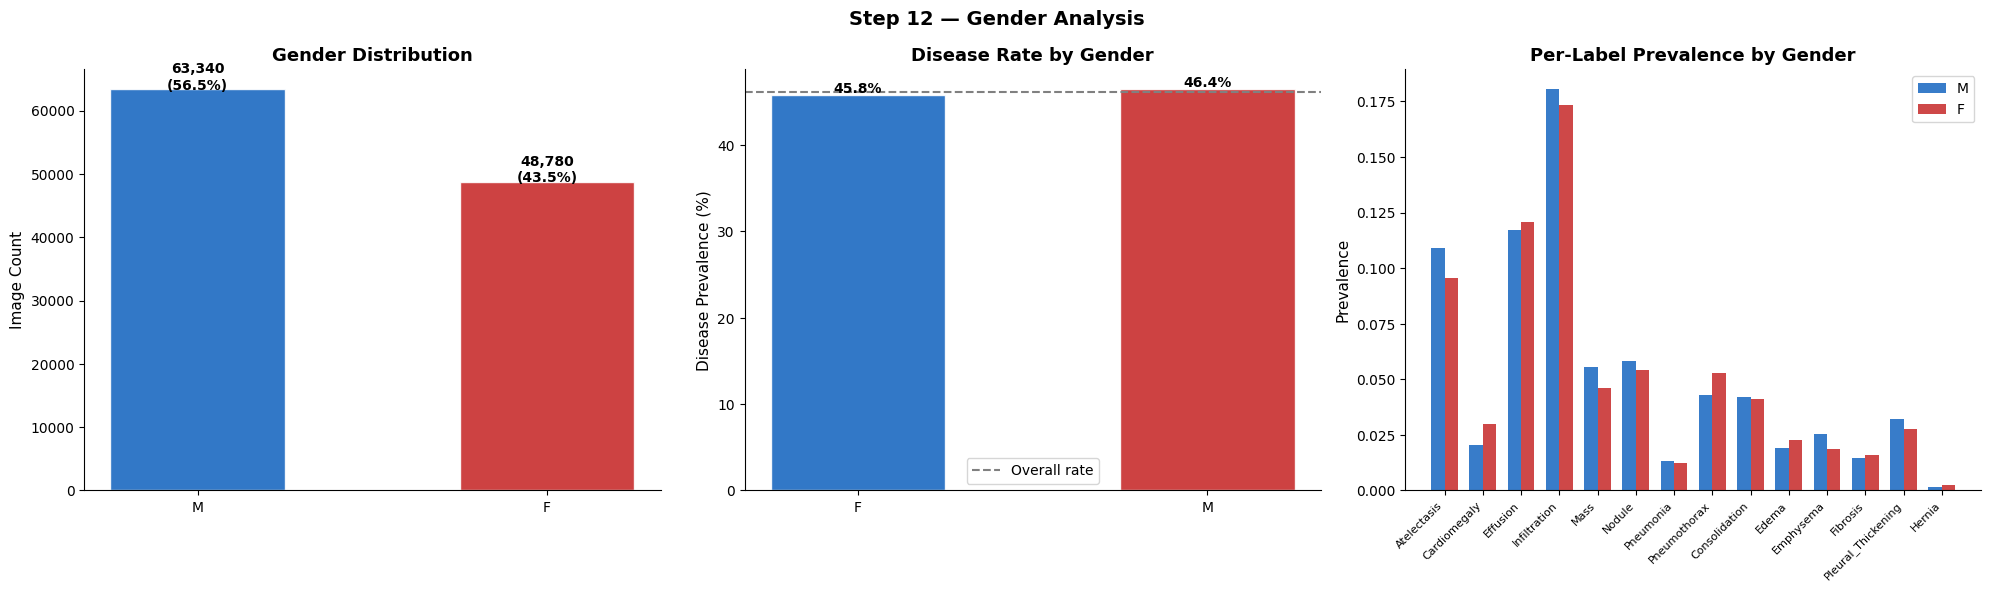 Step 12 — Gender Analysis
Gender Distribution
63,340
(56.5%)
48,780
(43.5%)
Image Count
60000
50000
40000
30000
20000
10000
0
M
F
Disease Rate by Gender
45.8%
46.4%
Disease Prevalence (%)
40
30
20
10
0
Overall rate
F
M
Per-Label Prevalence by Gender
M
F
Prevalence
0.175
0.150
0.125
0.100
0.075
0.050
0.025
0.000
Atelectasis
Cardiomegaly
Effusion
Infiltration
Mass
Nodule
Pneumonia
Pneumothorax
Consolidation
Edema
Emphysema
Fibrosis
Pleural_Thickening
Hernia